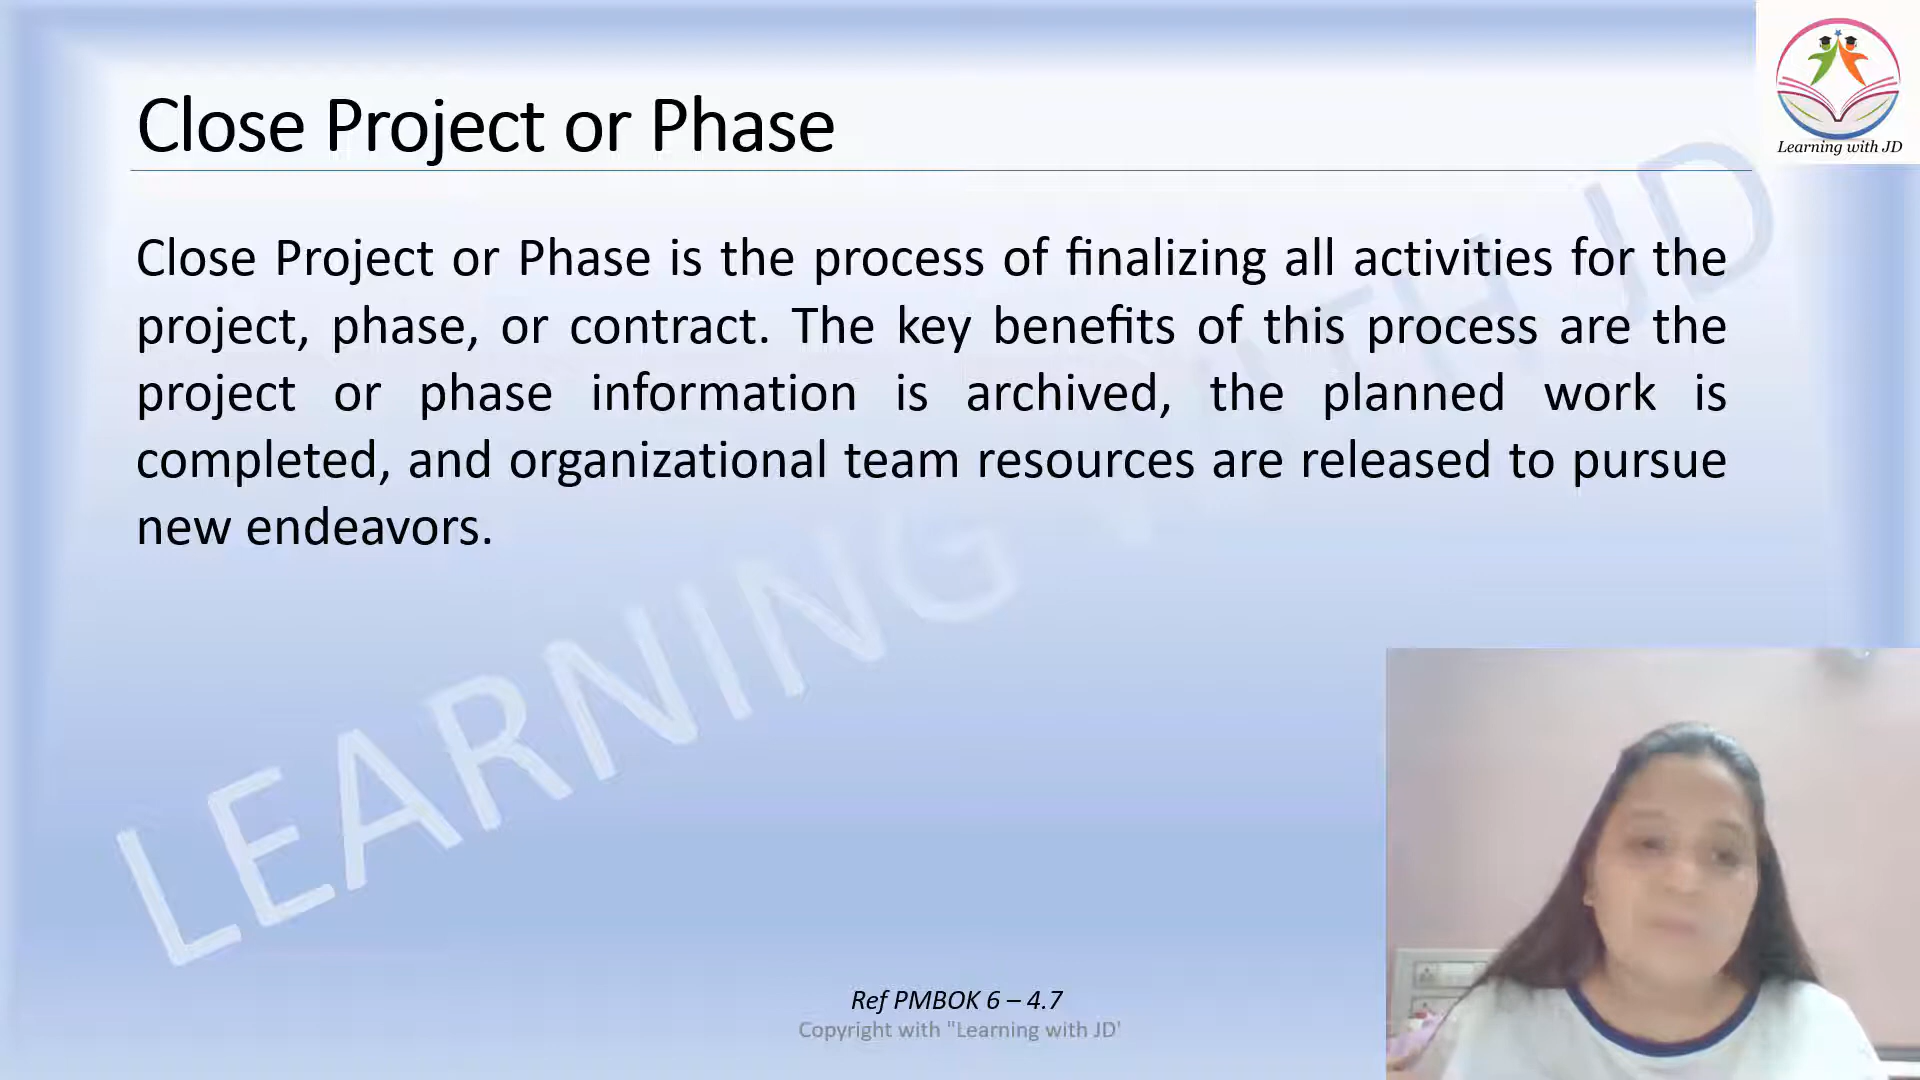 Close Project or Phase
Learning with JD
Close Project or Phase is the process of finalizing all activities for the
project, phase, or contract. The key benefits of this process are the
project or phase information is archived, the planned work is
completed, and organizational team resources are released to pursue
new endeavors.
LEARNING WITH JD
Ref PMBOK 6 – 4.7
Copyright with "Learning with JD'